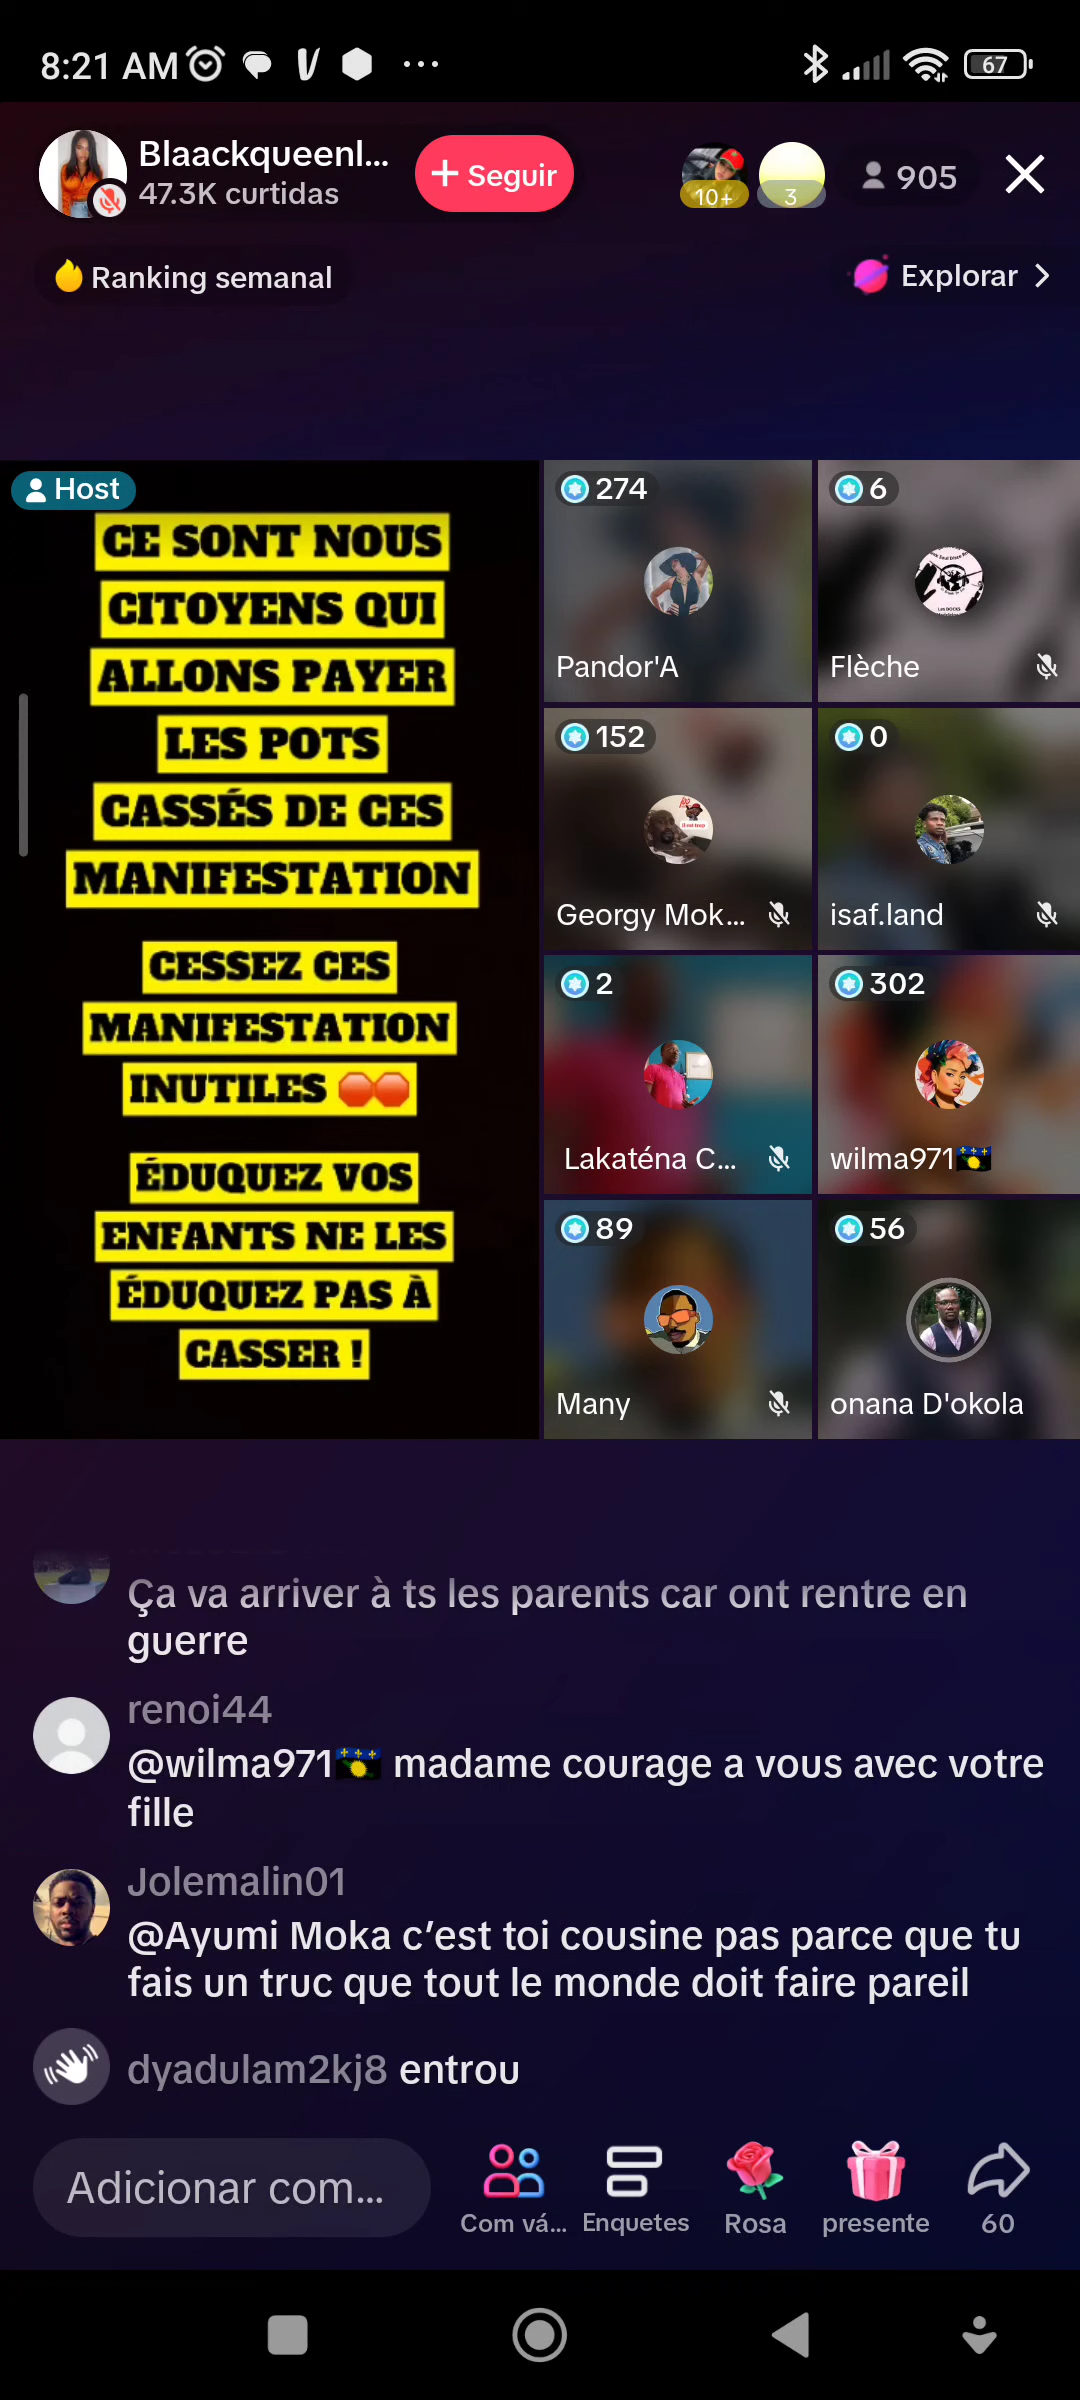 8:21 AM
67
Blaackqueenl...
47.3K curtidas
+ Seguir
10+
3
905
Ranking semanal
Explorar
Host
CE SONT NOUS
CITOYENS QUI
ALLONS PAYER
LES POTS
CASSÉS DE CES
MANIFESTATION
CESSEZ CES
MANIFESTATION
INUTILES 🛑🛑
ÉDUQUEZ VOS
ENFANTS NE LES
ÉDUQUEZ PAS À
CASSER !
274
Pandor'A
6
Flèche
152
Georgy Mok...
0
isaf.land
2
Lakaténa C...
302
wilma971
89
Many
56
onana D'okola
Ça va arriver à ts les parents car ont rentre en
guerre
renoi44
@wilma971 madame courage a vous avec votre
fille
Jolemalin01
@Ayumi Moka c’est toi cousine pas parce que tu
fais un truc que tout le monde doit faire pareil
dyadulam2kj8 entrou
Adicionar com...
Com vá...
Enquetes
Rosa
presente
60